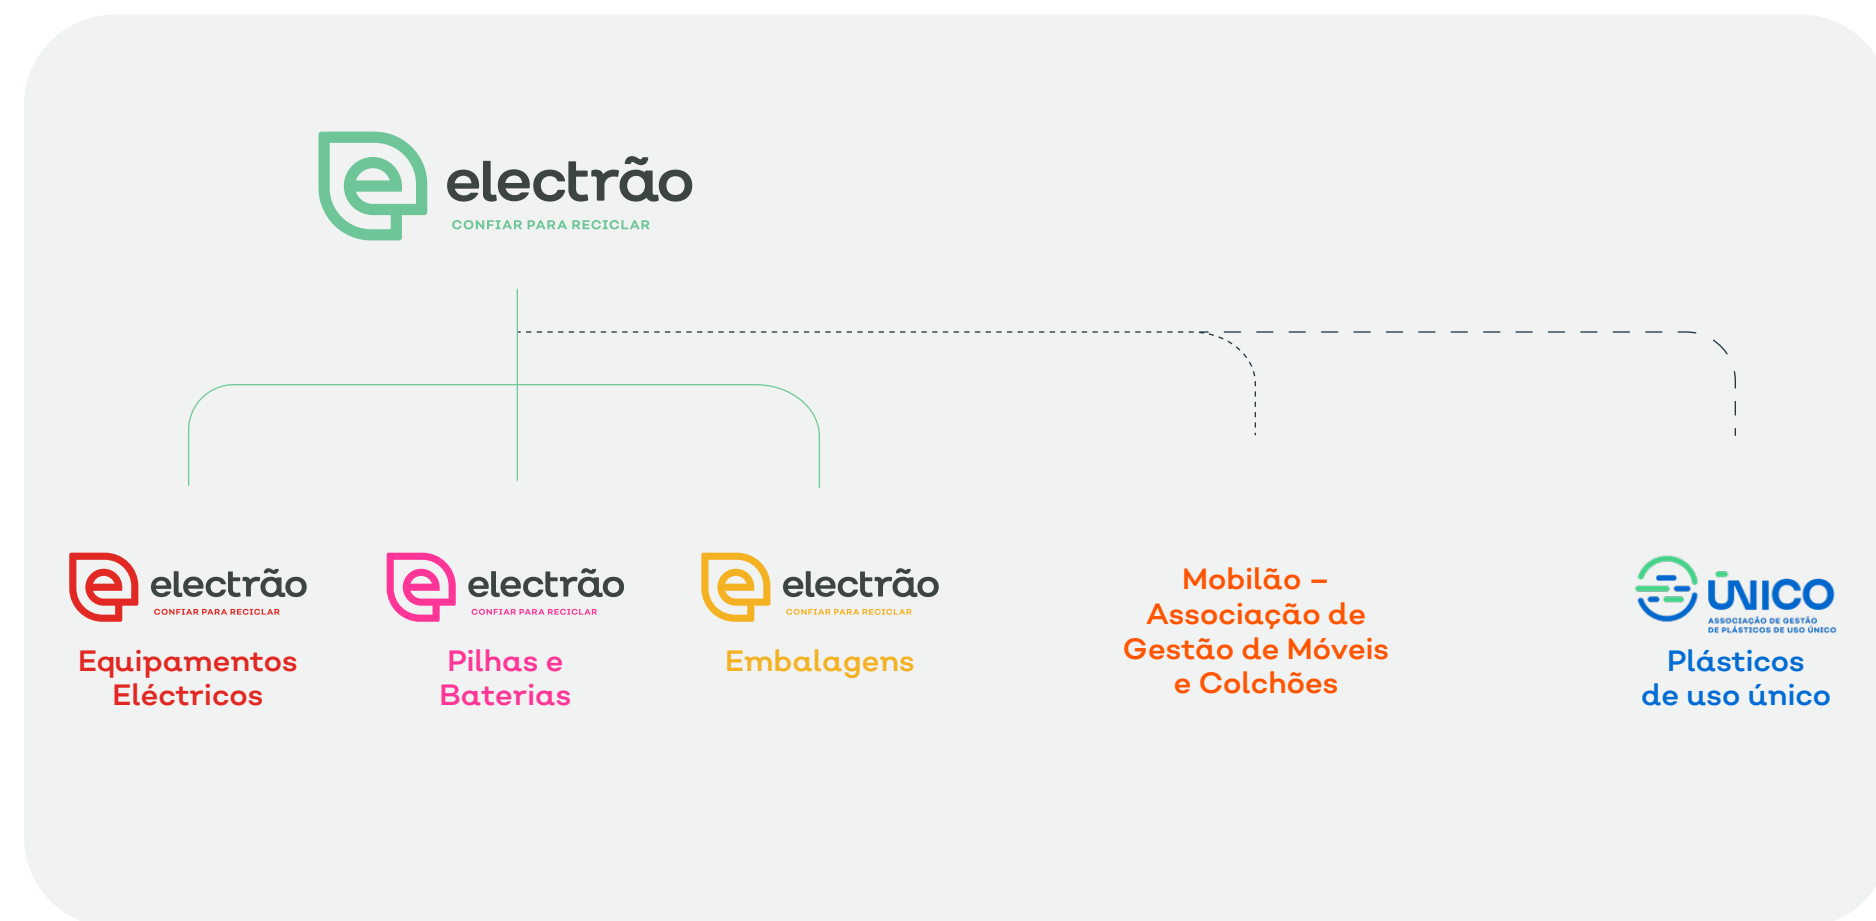 electrão
CONFIAR PARA RECICLAR
electrão
CONFIAR PARA RECICLAR
Equipamentos
Eléctricos
electrão
CONFIAR PARA RECICLAR
Pilhas e
Baterias
electrão
CONFIAR PARA RECICLAR
Embalagens
Mobilão –
Associação de
Gestão de Móveis
e Colchões
ÚNICO
ASSOCIAÇÃO DE GESTÃO
DE PLÁSTICOS DE USO ÚNICO
Plásticos
de uso único